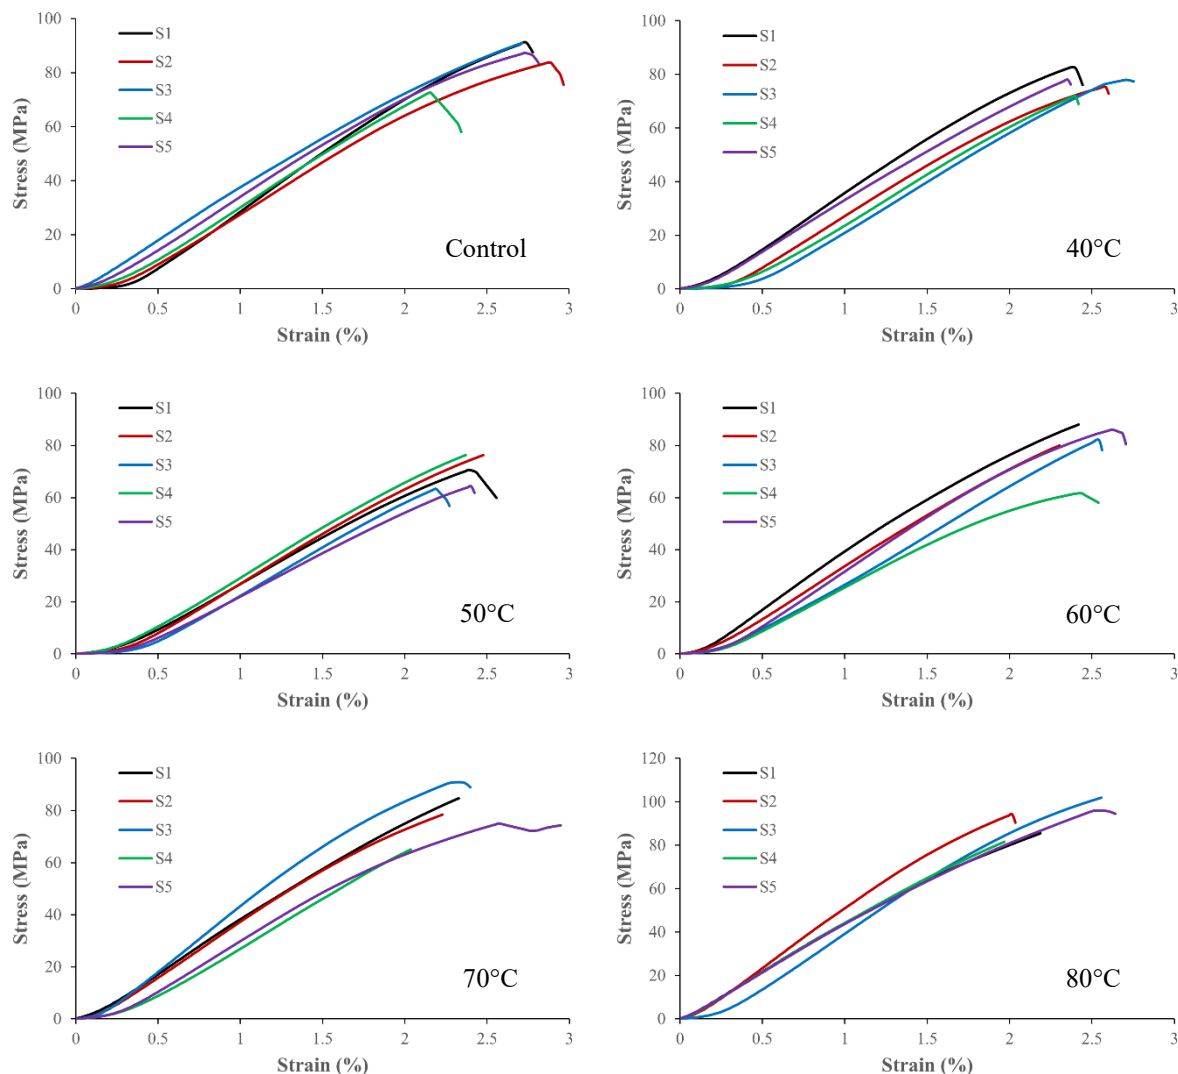 100
80
60
40
20
0
Stress (MPa)
S1
S2
S3
S4
S5
Control
0 0.5 1 1.5 2 2.5 3
Strain (%)
100
80
60
40
20
0
Stress (MPa)
S1
S2
S3
S4
S5
40°C
0 0.5 1 1.5 2 2.5 3
Strain (%)
100
80
60
40
20
0
Stress (MPa)
S1
S2
S3
S4
S5
50°C
0 0.5 1 1.5 2 2.5 3
Strain (%)
100
80
60
40
20
0
Stress (MPa)
S1
S2
S3
S4
S5
60°C
0 0.5 1 1.5 2 2.5 3
Strain (%)
100
80
60
40
20
0
Stress (MPa)
S1
S2
S3
S4
S5
70°C
0 0.5 1 1.5 2 2.5 3
Strain (%)
120
100
80
60
40
20
0
Stress (MPa)
S1
S2
S3
S4
S5
80°C
0 0.5 1 1.5 2 2.5 3
Strain (%)